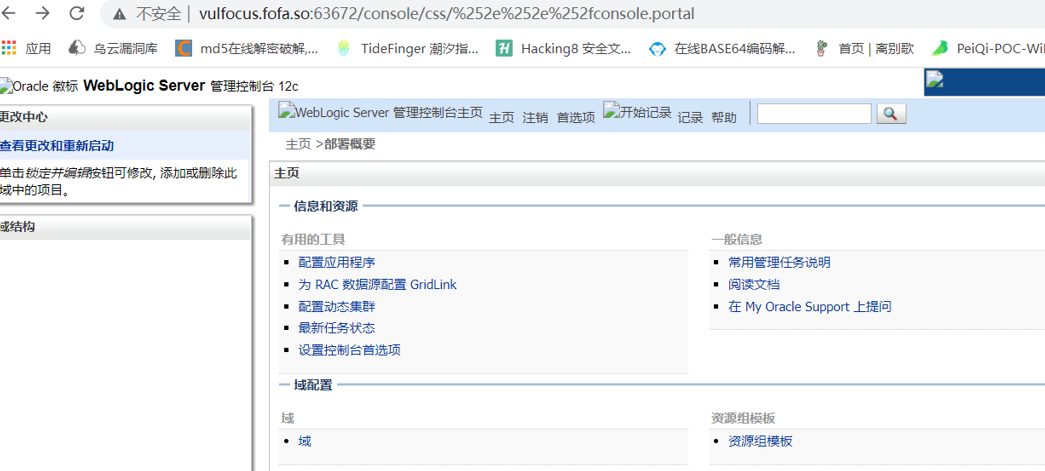 不安全 | vulfocus.fofa.so:63672/console/css/%252e%252e%252fconsole.portal
应用 乌云漏洞库 md5在线解密破解,... TideFinger 潮汐指... Hacking8 安全文... 在线BASE64编码解... 首页 | 离别歌 PeiQi-POC-Wi
Oracle 徽标 WebLogic Server 管理控制台 12c
更改中心
查看更改和重新启动
单击锁定并编辑按钮可修改, 添加或删除此
域中的项目。
域结构
WebLogic Server 管理控制台主页 主页 注销 首选项 开始记录 记录 帮助
主页 >部署概要
主页
信息和资源
有用的工具
配置应用程序
为 RAC 数据源配置 GridLink
配置动态集群
最新任务状态
设置控制台首选项
一般信息
常用管理任务说明
阅读文档
在 My Oracle Support 上提问
域配置
域
域
资源组模板
资源组模板